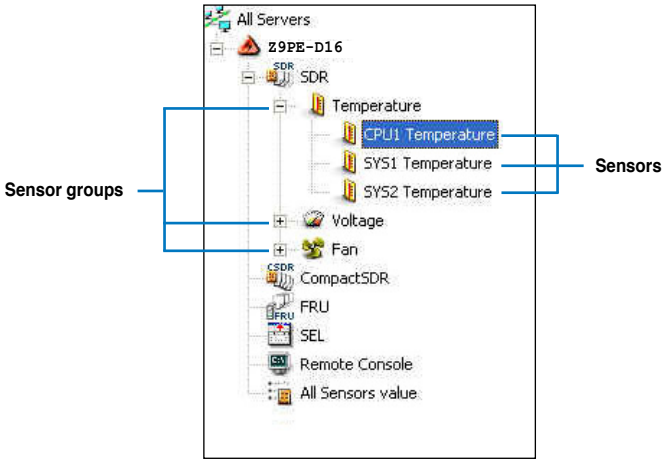 All Servers
Z9PE-D16
SDR
SDR
Temperature
CPU1 Temperature
SYS1 Temperature
Sensors
SYS2 Temperature
Sensor groups
Voltage
Fan
CSDR
CompactSDR
FRU
FRU
SEL
C:\
Remote Console
All Sensors value